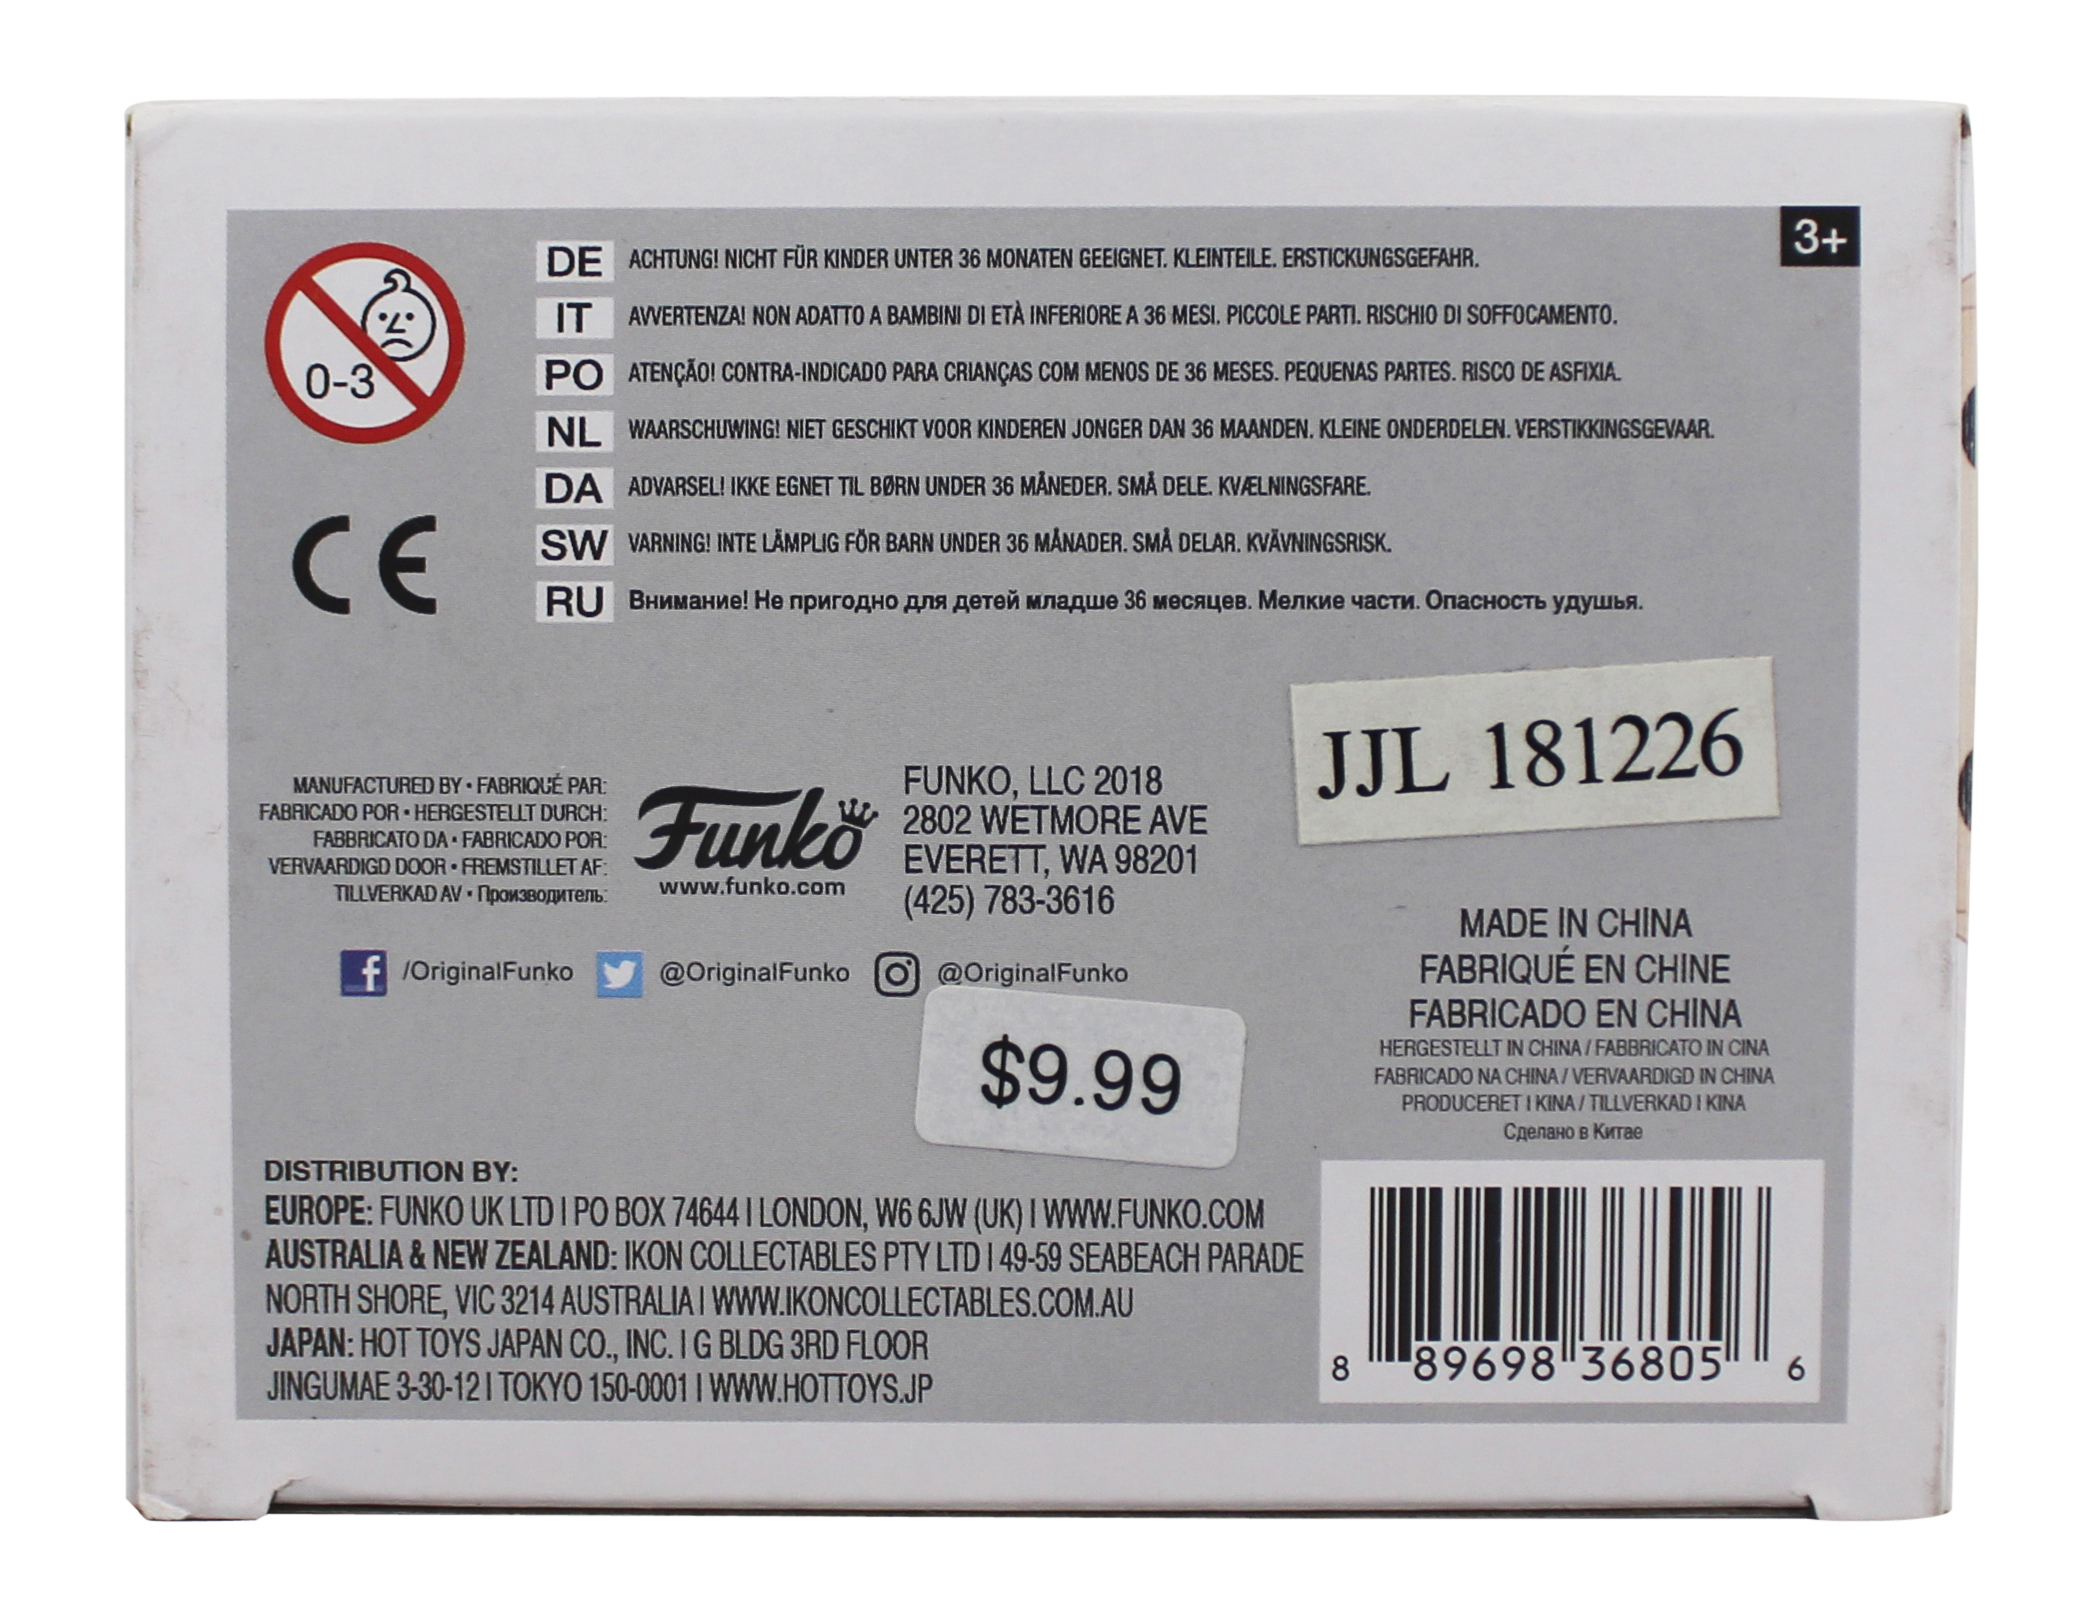 3+
0-3
DE ACHTUNG! NICHT FÜR KINDER UNTER 36 MONATEN GEEIGNET. KLEINTEILE. ERSTICKUNGSGEFAHR.
IT AVVERTENZA! NON ADATTO A BAMBINI DI ETÀ INFERIORE A 36 MESI. PICCOLE PARTI. RISCHIO DI SOFFOCAMENTO.
PO ATENÇÃO! CONTRA-INDICADO PARA CRIANÇAS COM MENOS DE 36 MESES. PEQUENAS PARTES. RISCO DE ASFIXIA.
NL WAARSCHUWING! NIET GESCHIKT VOOR KINDEREN JONGER DAN 36 MAANDEN. KLEINE ONDERDELEN. VERSTIKKINGSGEVAAR.
DA ADVARSEL! IKKE EGNET TIL BØRN UNDER 36 MÅNEDER. SMÅ DELE. KVÆLNINGSFARE.
SW VARNING! INTE LÄMPLIG FÖR BARN UNDER 36 MÅNADER. SMÅ DELAR. KVÄVNINGSRISK.
RU Внимание! Не пригодно для детей младше 36 месяцев. Мелкие части. Опасность удушья.
CE
JJL 181226
MANUFACTURED BY • FABRIQUÉ PAR:
FABRICADO POR • HERGESTELLT DURCH:
FABBRICATO DA • FABRICADO POR:
VERVAARDIGD DOOR • FREMSTILLET AF:
TILLVERKAD AV • Производитель:
Funko
www.funko.com
FUNKO, LLC 2018
2802 WETMORE AVE
EVERETT, WA 98201
(425) 783-3616
f /OriginalFunko @OriginalFunko @OriginalFunko
$9.99
MADE IN CHINA
FABRIQUÉ EN CHINE
FABRICADO EN CHINA
HERGESTELLT IN CHINA / FABBRICATO IN CINA
FABRICADO NA CHINA / VERVAARDIGD IN CHINA
PRODUCERET I KINA / TILLVERKAD I KINA
Сделано в Китае
DISTRIBUTION BY:
EUROPE: FUNKO UK LTD | PO BOX 74644 | LONDON, W6 6JW (UK) | WWW.FUNKO.COM
AUSTRALIA & NEW ZEALAND: IKON COLLECTABLES PTY LTD | 49-59 SEABEACH PARADE
NORTH SHORE, VIC 3214 AUSTRALIA | WWW.IKONCOLLECTABLES.COM.AU
JAPAN: HOT TOYS JAPAN CO., INC. | G BLDG 3RD FLOOR
JINGUMAE 3-30-12 | TOKYO 150-0001 | WWW.HOTTOYS.JP
8 89698 36805 6